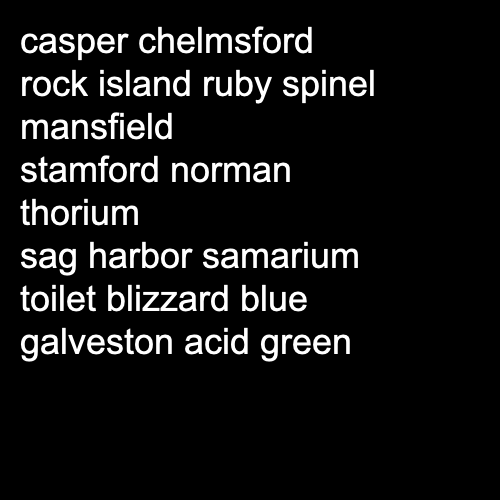 casper chelmsford
rock island ruby spinel
mansfield
stamford norman
thorium
sag harbor samarium
toilet blizzard blue
galveston acid green